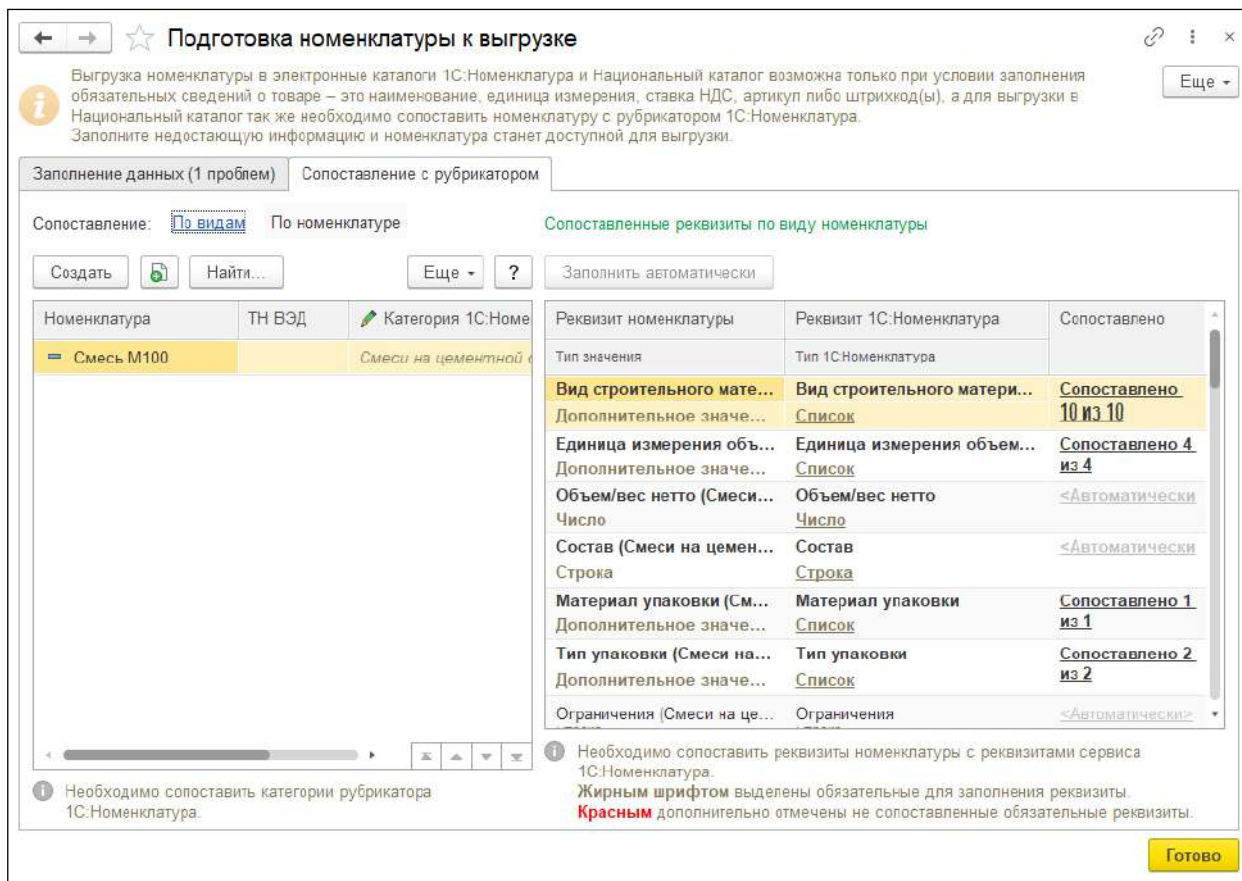 Подготовка номенклатуры к выгрузке
Выгрузка номенклатуры в электронные каталоги 1С:Номенклатура и Национальный каталог возможна только при условии заполнения
обязательных сведений о товаре – это наименование, единица измерения, ставка НДС, артикул либо штрихкод(ы), а для выгрузки в
Национальный каталог так же необходимо сопоставить номенклатуру с рубрикатором 1С:Номенклатура.
Заполните недостающую информацию и номенклатура станет доступной для выгрузки.
Еще
Заполнение данных (1 проблем) Сопоставление с рубрикатором
Сопоставление: По видам По номенклатуре
Создать Найти... Еще ?
Номенклатура ТН ВЭД Категория 1С:Номе
Смесь М100 Смеси на цементной о
Необходимо сопоставить категории рубрикатора
1С:Номенклатура.
Сопоставленные реквизиты по виду номенклатуры
Заполнить автоматически
Реквизит номенклатуры Реквизит 1С:Номенклатура Сопоставлено
Тип значения Тип 1С:Номенклатура
Вид строительного мате... Вид строительного матери... Сопоставлено
Дополнительное значе... Список 10 из 10
Единица измерения объ... Единица измерения объем... Сопоставлено 4
Дополнительное значе... Список из 4
Объем/вес нетто (Смеси... Объем/вес нетто <Автоматически
Число Число
Состав (Смеси на цемен... Состав <Автоматически
Строка Строка
Материал упаковки (См... Материал упаковки Сопоставлено 1
Дополнительное значе... Список из 1
Тип упаковки (Смеси на... Тип упаковки Сопоставлено 2
Дополнительное значе... Список из 2
Ограничения (Смеси на це... Ограничения <Автоматически>
Необходимо сопоставить реквизиты номенклатуры с реквизитами сервиса
1С:Номенклатура.
Жирным шрифтом выделены обязательные для заполнения реквизиты.
Красным дополнительно отмечены не сопоставленные обязательные реквизиты.
Готово